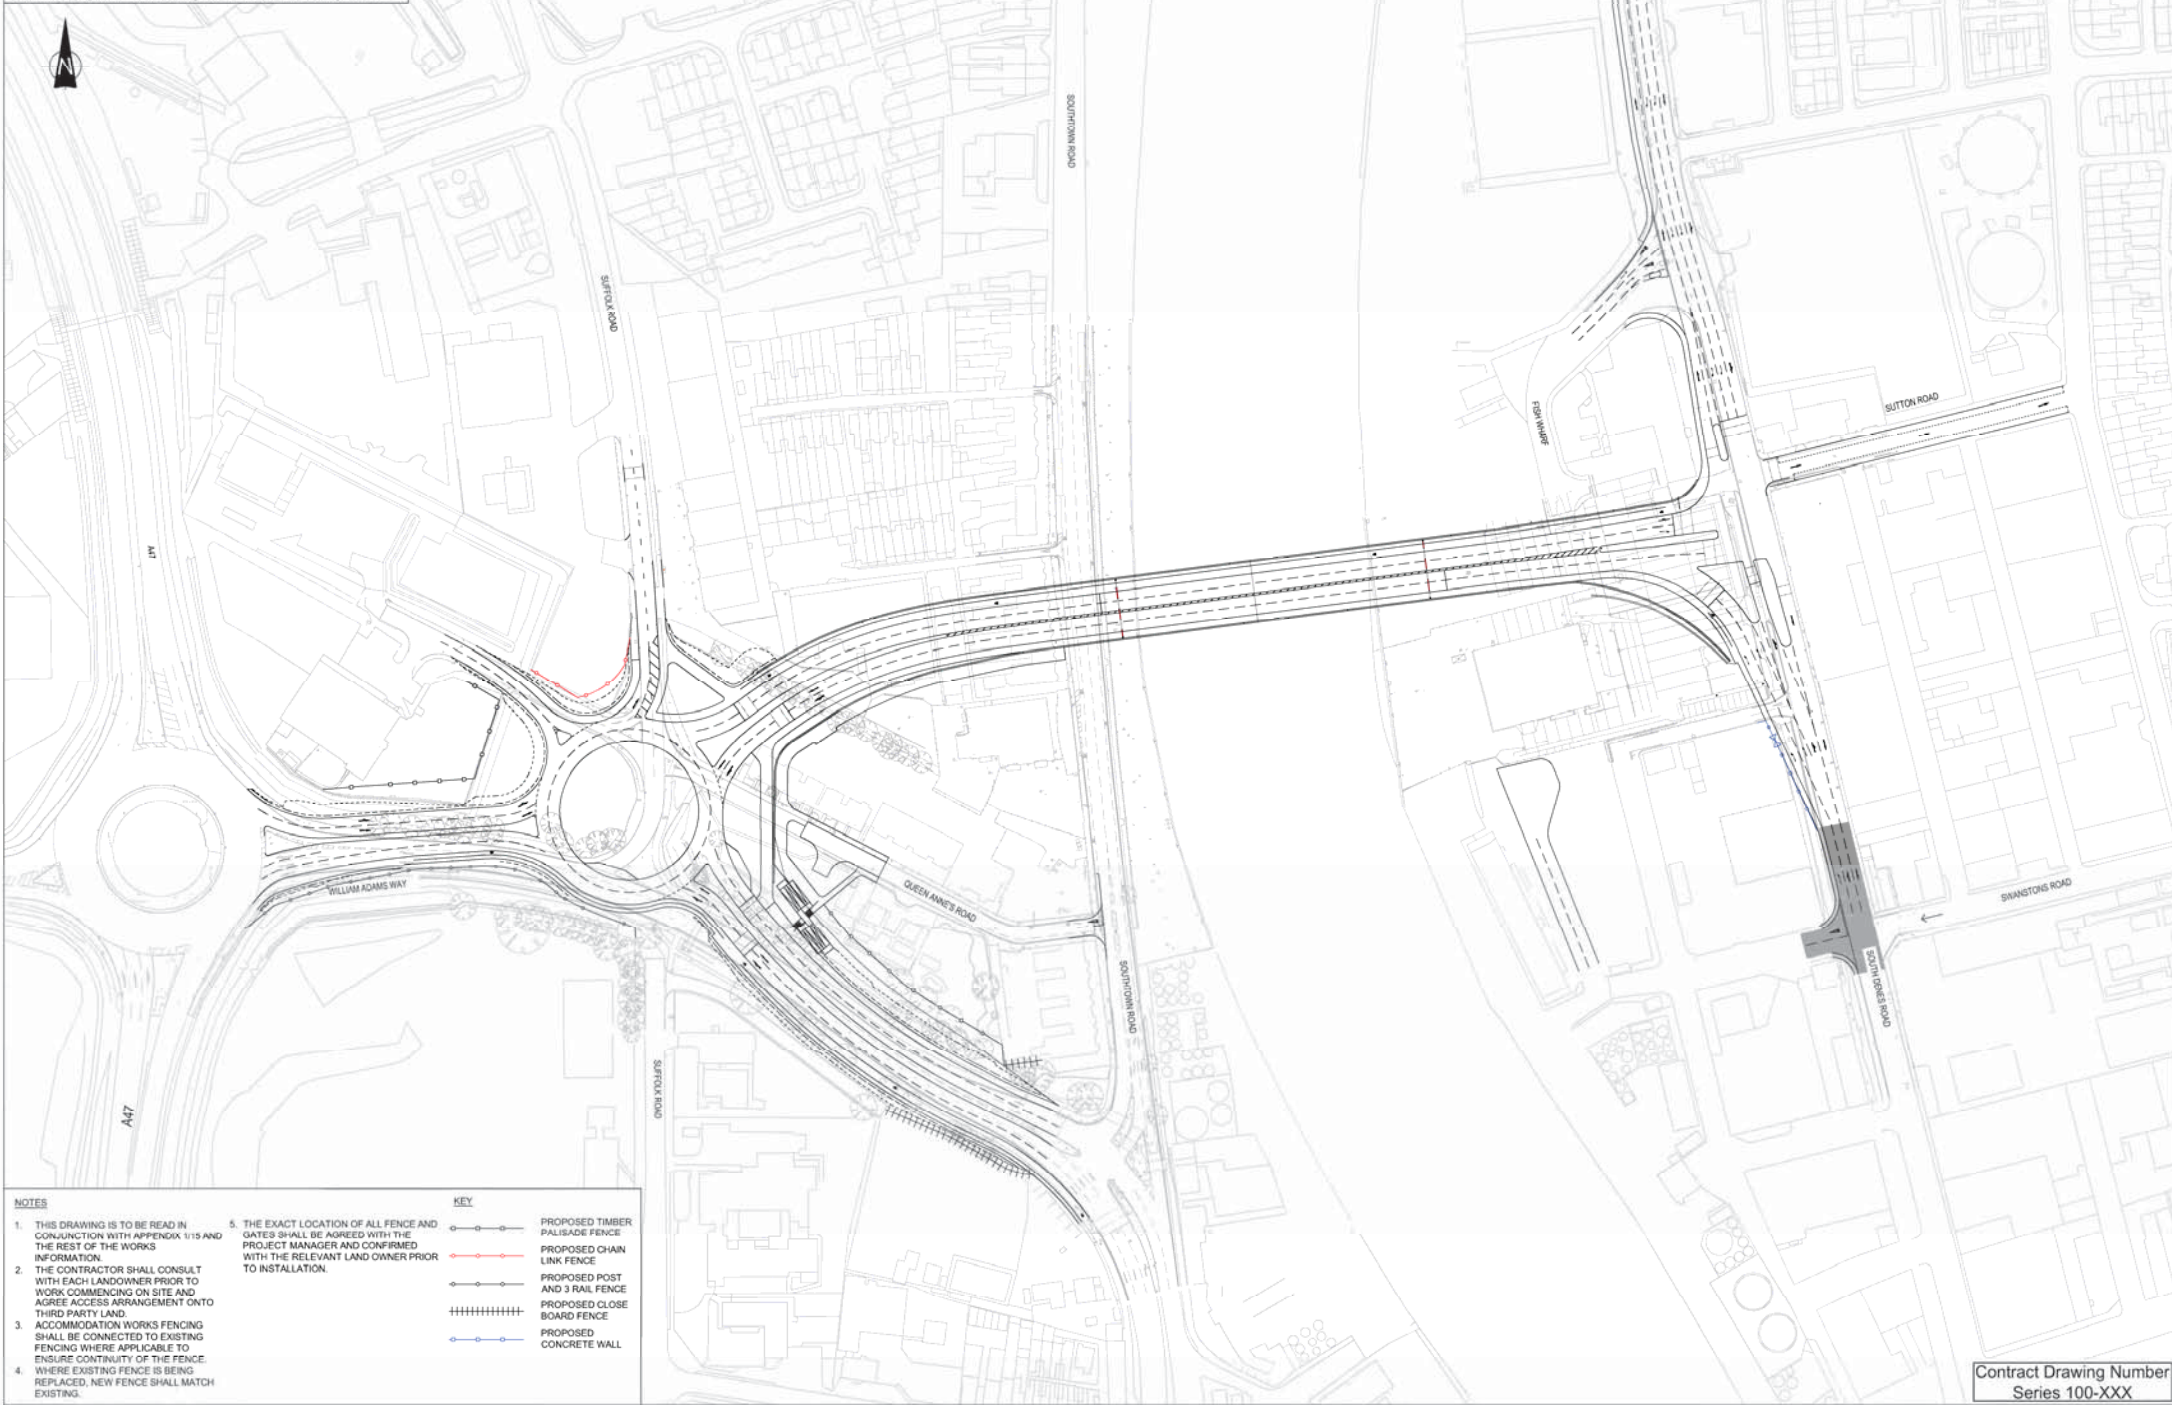 N
SOUTHTOWN ROAD
SUFFOLK ROAD
FISH WHARF
SUTTON ROAD
A47
WILLIAM ADAMS WAY
QUEEN ANNE'S ROAD
SWANSTONS ROAD
SOUTHTOWN ROAD
SOUTH DENES ROAD
SUFFOLK ROAD
A47
NOTES
1. THIS DRAWING IS TO BE READ IN
CONJUNCTION WITH APPENDIX 1/15 AND
THE REST OF THE WORKS
INFORMATION.
2. THE CONTRACTOR SHALL CONSULT
WITH EACH LANDOWNER PRIOR TO
WORK COMMENCING ON SITE AND
AGREE ACCESS ARRANGEMENT ONTO
THIRD PARTY LAND.
3. ACCOMMODATION WORKS FENCING
SHALL BE CONNECTED TO EXISTING
FENCING WHERE APPLICABLE TO
ENSURE CONTINUITY OF THE FENCE.
4. WHERE EXISTING FENCE IS BEING
REPLACED, NEW FENCE SHALL MATCH
EXISTING.
5. THE EXACT LOCATION OF ALL FENCE AND
GATES SHALL BE AGREED WITH THE
PROJECT MANAGER AND CONFIRMED
WITH THE RELEVANT LAND OWNER PRIOR
TO INSTALLATION.
KEY
PROPOSED TIMBER
PALISADE FENCE
PROPOSED CHAIN
LINK FENCE
PROPOSED POST
AND 3 RAIL FENCE
PROPOSED CLOSE
BOARD FENCE
PROPOSED
CONCRETE WALL
Contract Drawing Number
Series 100-XXX